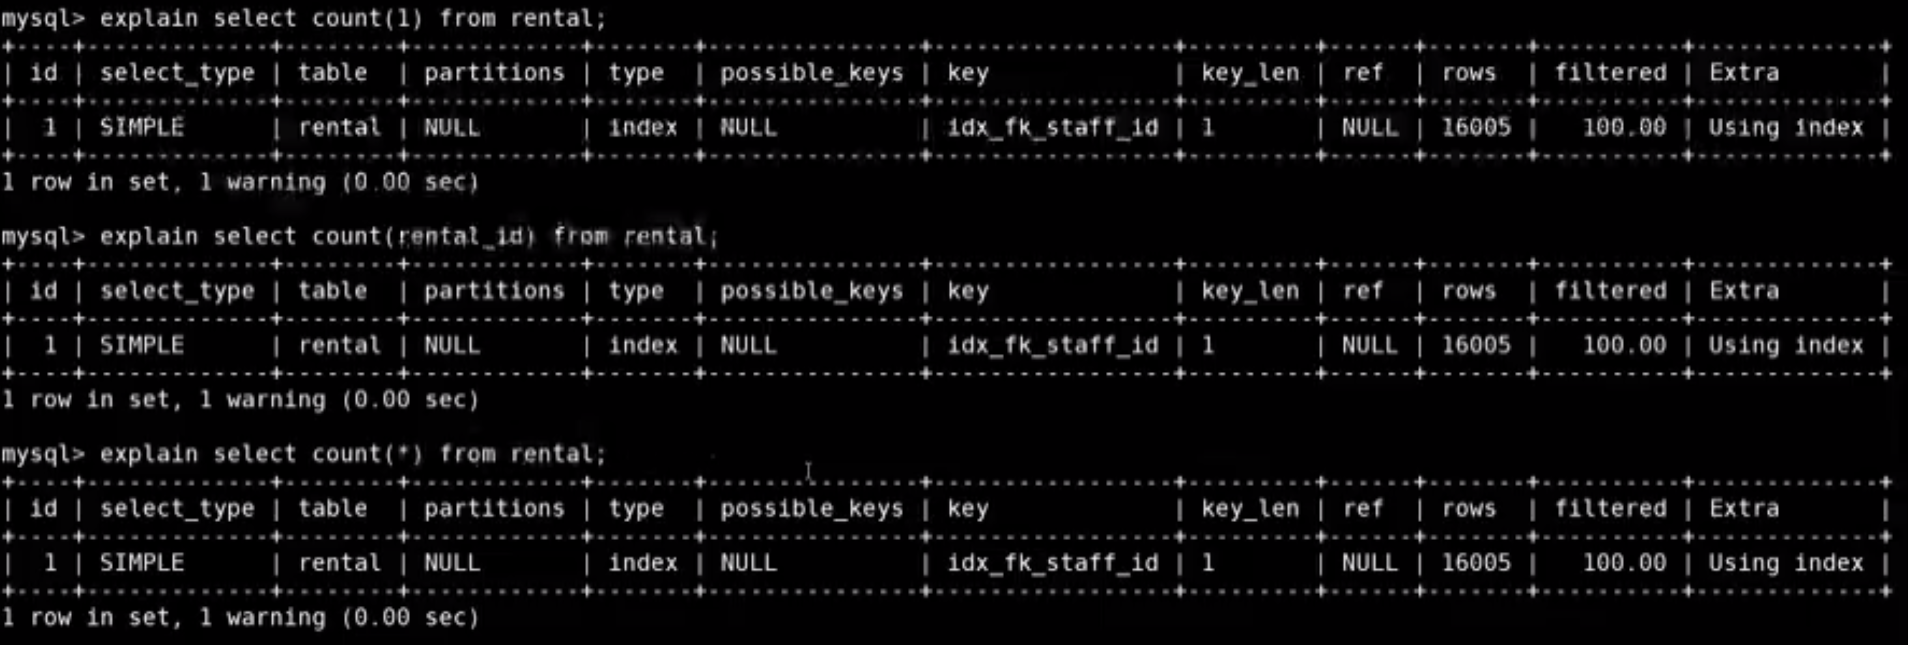 mysql> explain select count(1) from rental;
+----+-------------+--------+------------+-------+---------------+------------------+---------+------+-------+----------+-------------+
| id | select_type | table  | partitions | type  | possible_keys | key              | key_len | ref  | rows  | filtered | Extra       |
+----+-------------+--------+------------+-------+---------------+------------------+---------+------+-------+----------+-------------+
|  1 | SIMPLE      | rental | NULL       | index | NULL          | idx_fk_staff_id | 1       | NULL | 16005 |   100.00 | Using index |
+----+-------------+--------+------------+-------+---------------+------------------+---------+------+-------+----------+-------------+
1 row in set, 1 warning (0.00 sec)
mysql> explain select count(rental_id) from rental;
+----+-------------+--------+------------+-------+---------------+------------------+---------+------+-------+----------+-------------+
| id | select_type | table  | partitions | type  | possible_keys | key              | key_len | ref  | rows  | filtered | Extra       |
+----+-------------+--------+------------+-------+---------------+------------------+---------+------+-------+----------+-------------+
|  1 | SIMPLE      | rental | NULL       | index | NULL          | idx_fk_staff_id | 1       | NULL | 16005 |   100.00 | Using index |
+----+-------------+--------+------------+-------+---------------+------------------+---------+------+-------+----------+-------------+
1 row in set, 1 warning (0.00 sec)
mysql> explain select count(*) from rental;
+----+-------------+--------+------------+-------+---------------+------------------+---------+------+-------+----------+-------------+
| id | select_type | table  | partitions | type  | possible_keys | key              | key_len | ref  | rows  | filtered | Extra       |
+----+-------------+--------+------------+-------+---------------+------------------+---------+------+-------+----------+-------------+
|  1 | SIMPLE      | rental | NULL       | index | NULL          | idx_fk_staff_id | 1       | NULL | 16005 |   100.00 | Using index |
+----+-------------+--------+------------+-------+---------------+------------------+---------+------+-------+----------+-------------+
1 row in set, 1 warning (0.00 sec)